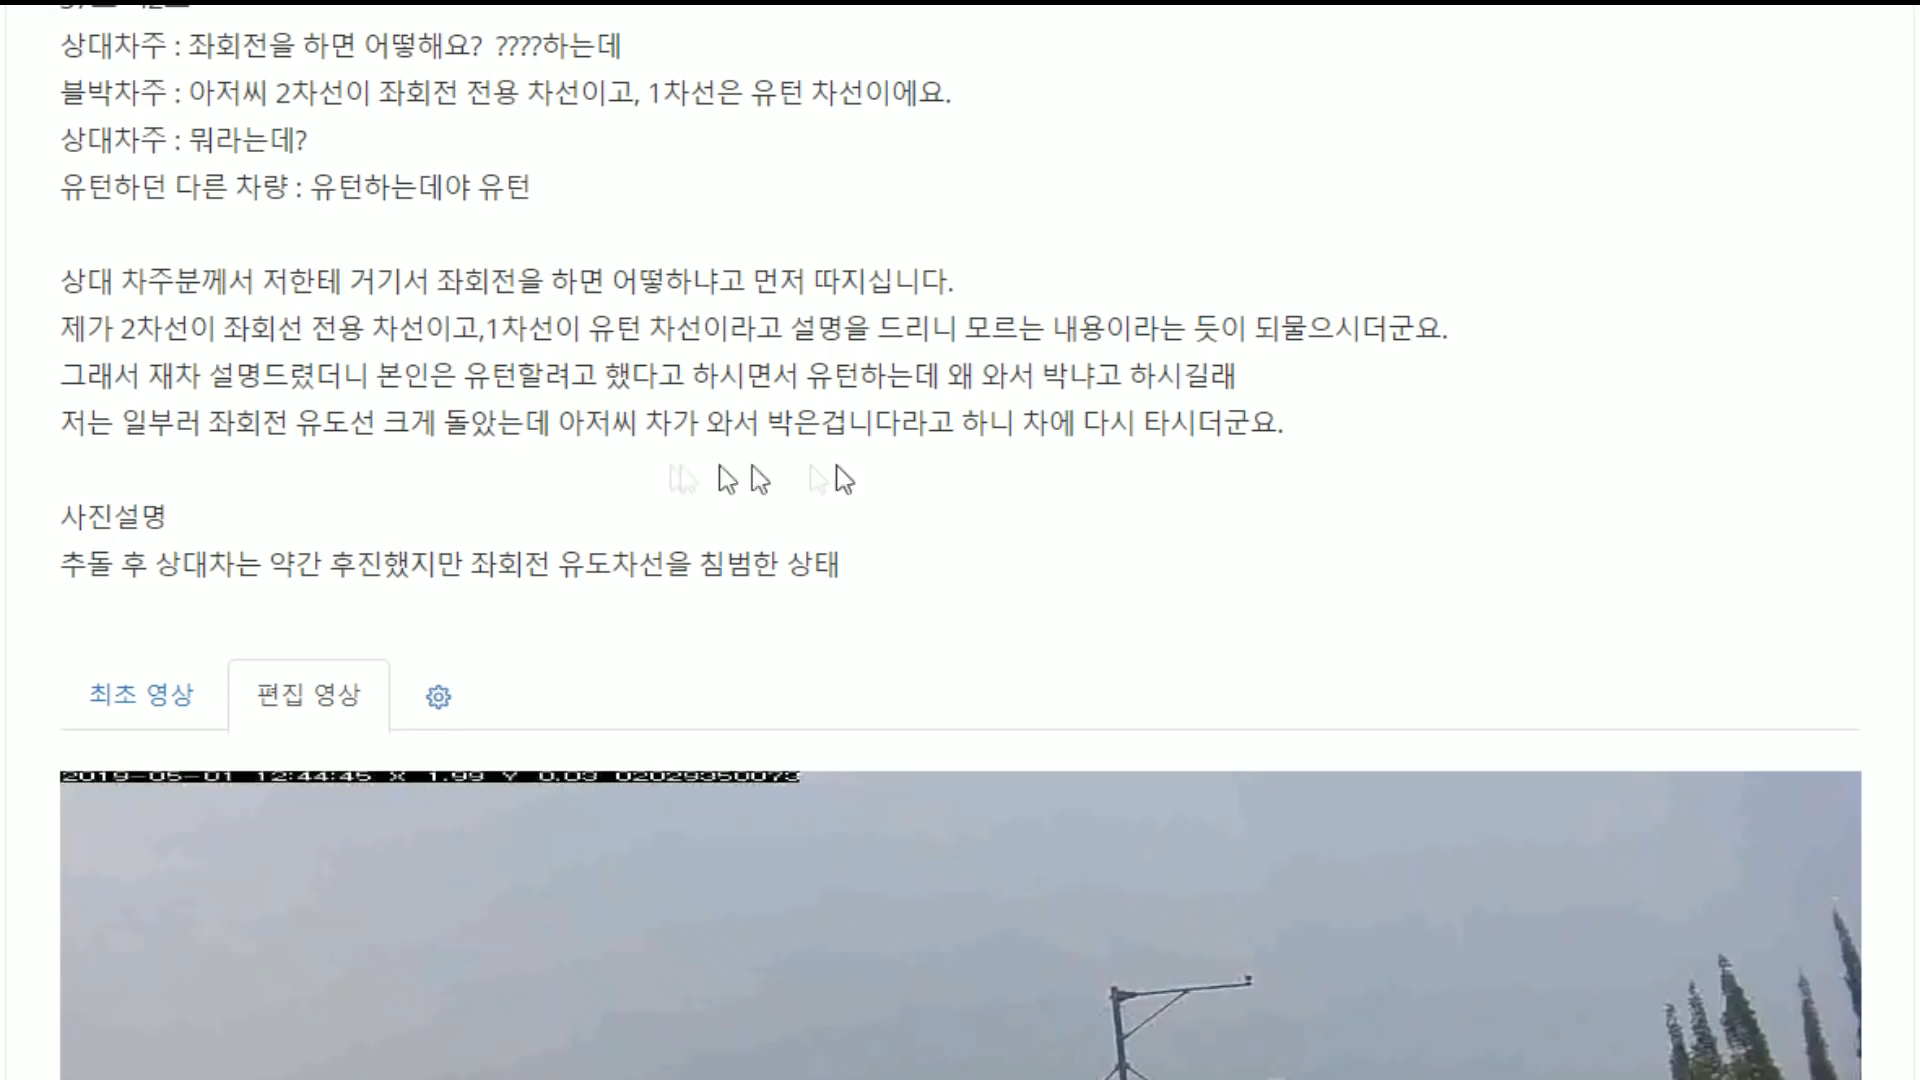 상대차주 : 좌회전을 하면 어떻해요? ????하는데
블박차주 : 아저씨 2차선이 좌회전 전용 차선이고, 1차선은 유턴 차선이에요.
상대차주 : 뭐라는데?
유턴하던 다른 차량 : 유턴하는데야 유턴
상대 차주분께서 저한테 거기서 좌회전을 하면 어떻하냐고 먼저 따지십니다.
제가 2차선이 좌회선 전용 차선이고,1차선이 유턴 차선이라고 설명을 드리니 모르는 내용이라는 듯이 되물으시더군요.
그래서 재차 설명드렸더니 본인은 유턴할려고 했다고 하시면서 유턴하는데 왜 와서 박냐고 하시길래
저는 일부러 좌회전 유도선 크게 돌았는데 아저씨 차가 와서 박은겁니다라고 하니 차에 다시 타시더군요.
사진설명
추돌 후 상대차는 약간 후진했지만 좌회전 유도차선을 침범한 상태
최초 영상 편집 영상
2019-05-01 12:44:45 X 1.99 Y 0.03 02029350073